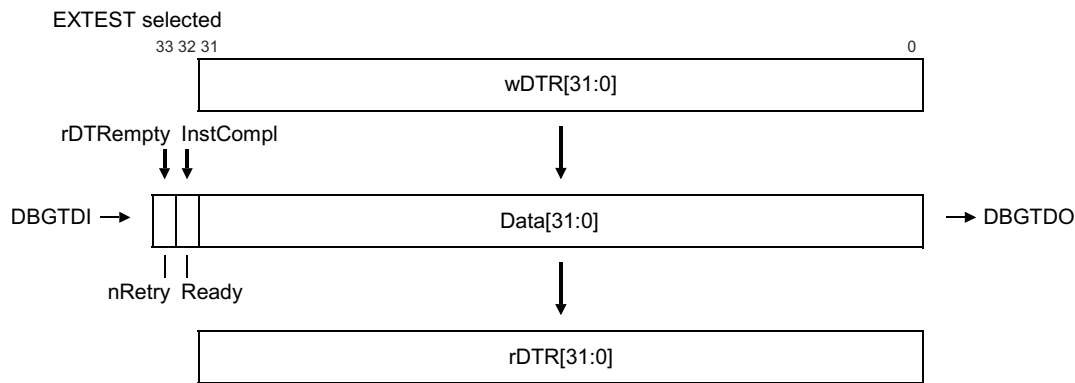 EXTEST selected
33 32 31 0
wDTR[31:0]
rDTRempty InstCompl
DBGTDI Data[31:0] DBGTDO
nRetry Ready
rDTR[31:0]